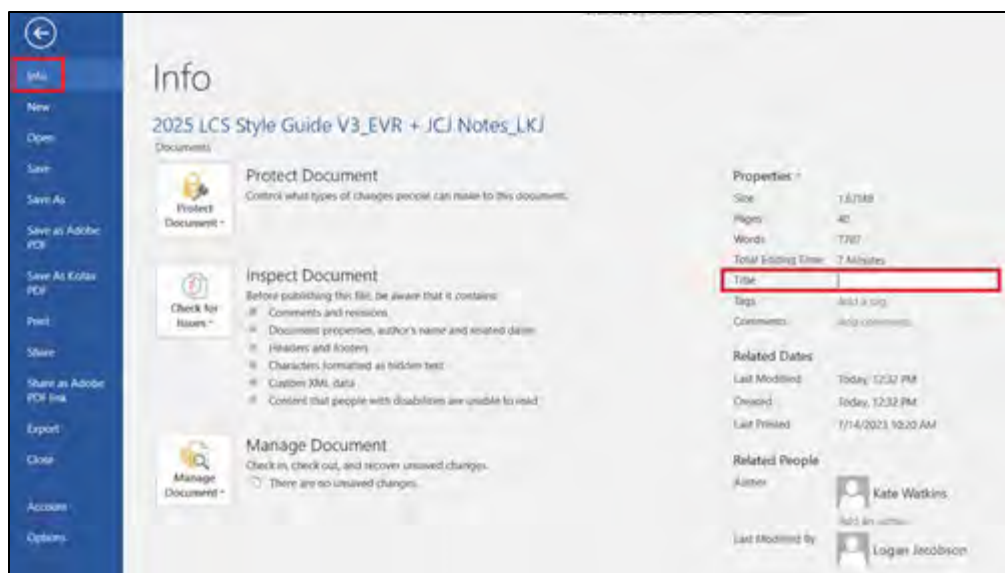 Info
New
Open
Save
Save As
Save as Adobe
PDF
Save As Kofax
PDF
Print
Share
Share as Adobe
PDF link
Export
Close
Account
Options
Info
2025 LCS Style Guide V3_EVR + JCJ Notes_LKJ
Documents
Protect
Document
Protect Document
Control what types of changes people can make to this document.
Check for
Issues
Inspect Document
Before publishing this file, be aware that it contains:
Comments and revisions
Document properties, author's name and related dates
Headers and footers
Characters formatted as hidden text
Custom XML data
Content that people with disabilities are unable to read
Manage
Document
Manage Document
Check in, check out, and recover unsaved changes.
There are no unsaved changes.
Properties
Size
Pages 40
Words 7707
Total Editing Time 7 Minutes
Title
Tags Add a tag
Comments Add comments
Related Dates
Last Modified Today, 12:32 PM
Created Today, 12:32 PM
Last Printed 7/14/2023 10:20 AM
Related People
Author Kate Watkins
Add an author
Last Modified By Logan Jacobson